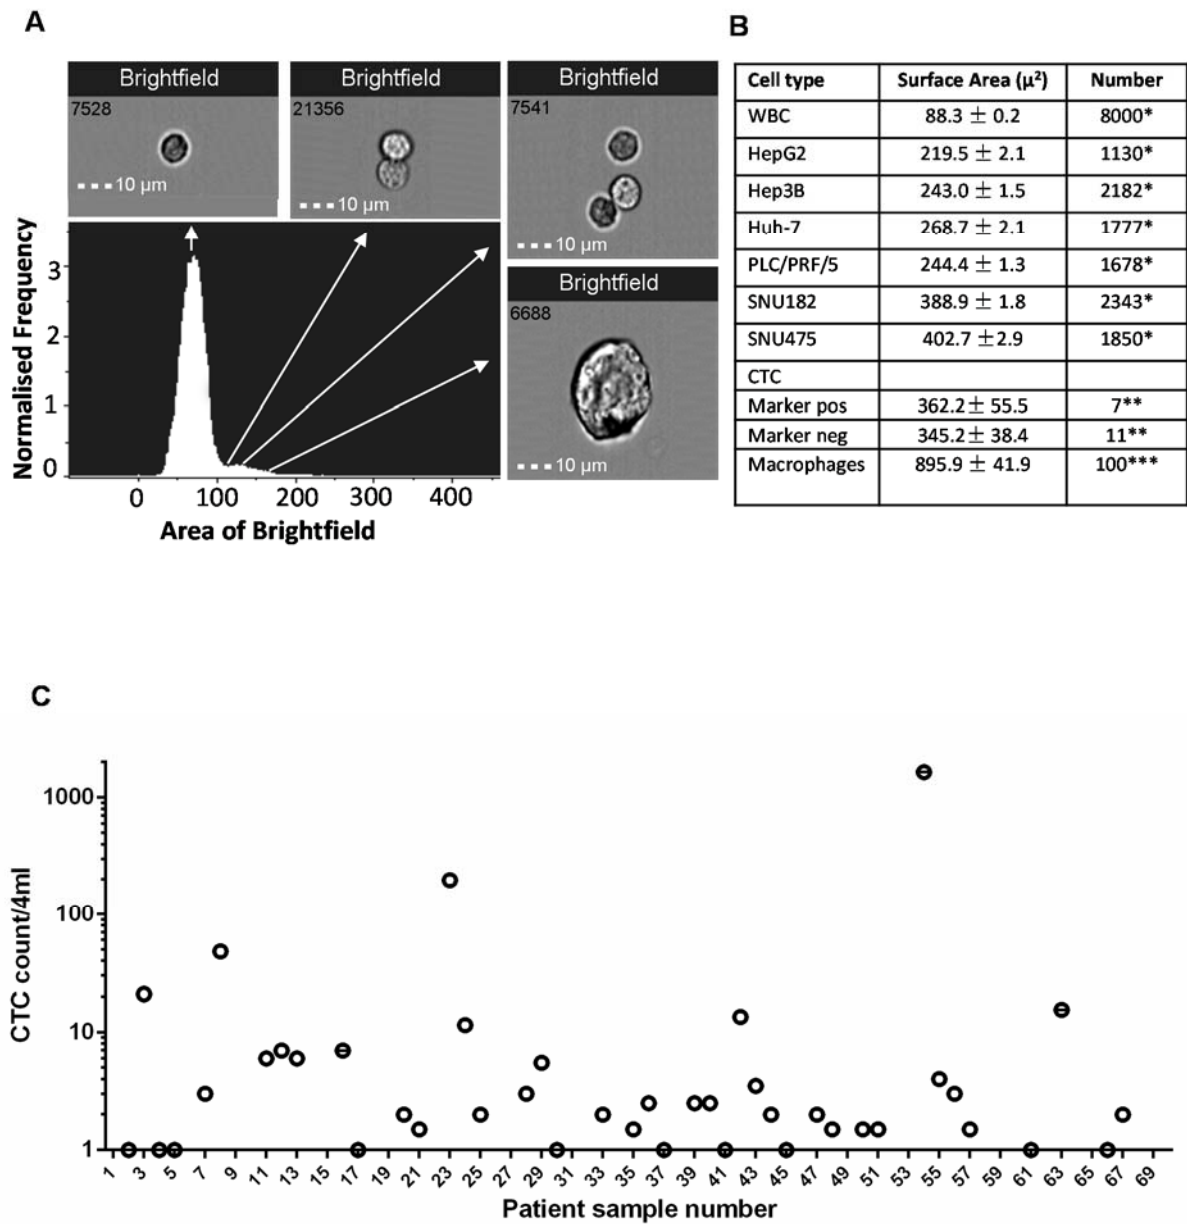 A
B
Brightfield
Brightfield
Brightfield
7528
21356
7541
10 µm
10 µm
10 µm
Brightfield
6688
10 µm
Normalised Frequency
3
2
1
0
0 100 200 300 400
Area of Brightfield
Cell type Surface Area (µ²) Number
WBC 88.3 ± 0.2 8000*
HepG2 219.5 ± 2.1 1130*
Hep3B 243.0 ± 1.5 2182*
Huh-7 268.7 ± 2.1 1777*
PLC/PRF/5 244.4 ± 1.3 1678*
SNU182 388.9 ± 1.8 2343*
SNU475 402.7 ±2.9 1850*
CTC
Marker pos 362.2± 55.5 7**
Marker neg 345.2± 38.4 11**
Macrophages 895.9 ± 41.9 100***
C
CTC count/4ml
1000
100
10
1
1 3 5 7 9 11 13 15 17 19 21 23 25 27 29 31 33 35 37 39 41 43 45 47 49 51 53 55 57 59 61 63 65 67 69
Patient sample number